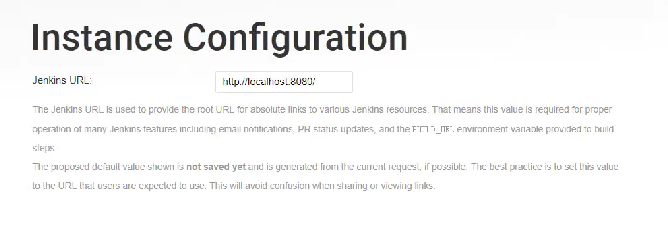 Instance Configuration
Jenkins URL: http://localhost:8080/
The Jenkins URL is used to provide the root URL for absolute links to various Jenkins resources. That means this value is required for proper
operation of many Jenkins features including email notifications, PR status updates, and the environment variable provided to build
steps.
The proposed default value shown is not saved yet and is generated from the current request, if possible. The best practice is to set this value
to the URL that users are expected to use. This will avoid confusion when sharing or viewing links.